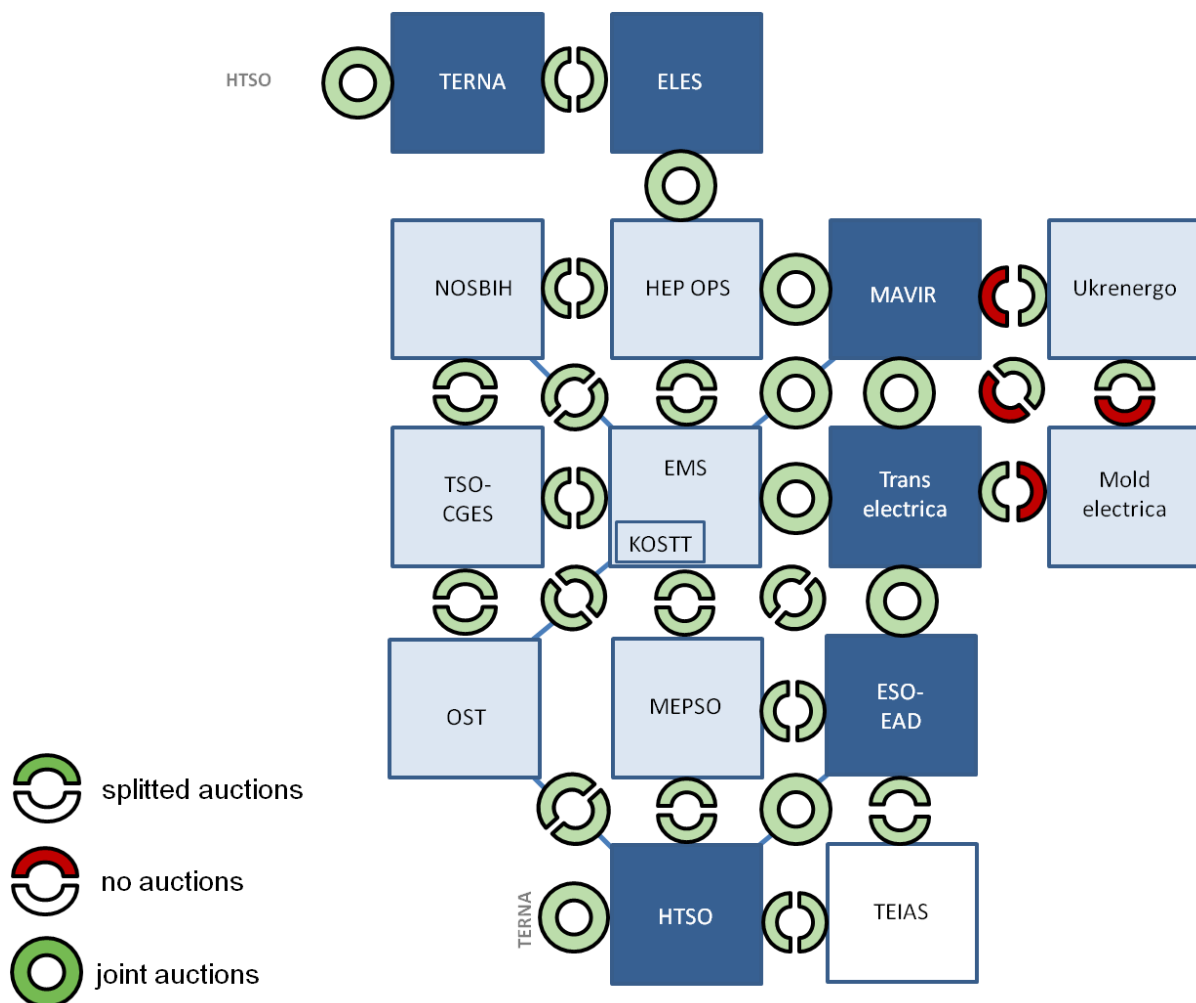 HTSO
TERNA
ELES
NOSBIH
HEP OPS
MAVIR
Ukrenergo
TSO-
CGES
EMS
KOSTT
Trans
electrica
Mold
electrica
OST
MEPSO
ESO-
EAD
splitted auctions
no auctions
joint auctions
TERNA
HTSO
TEIAS